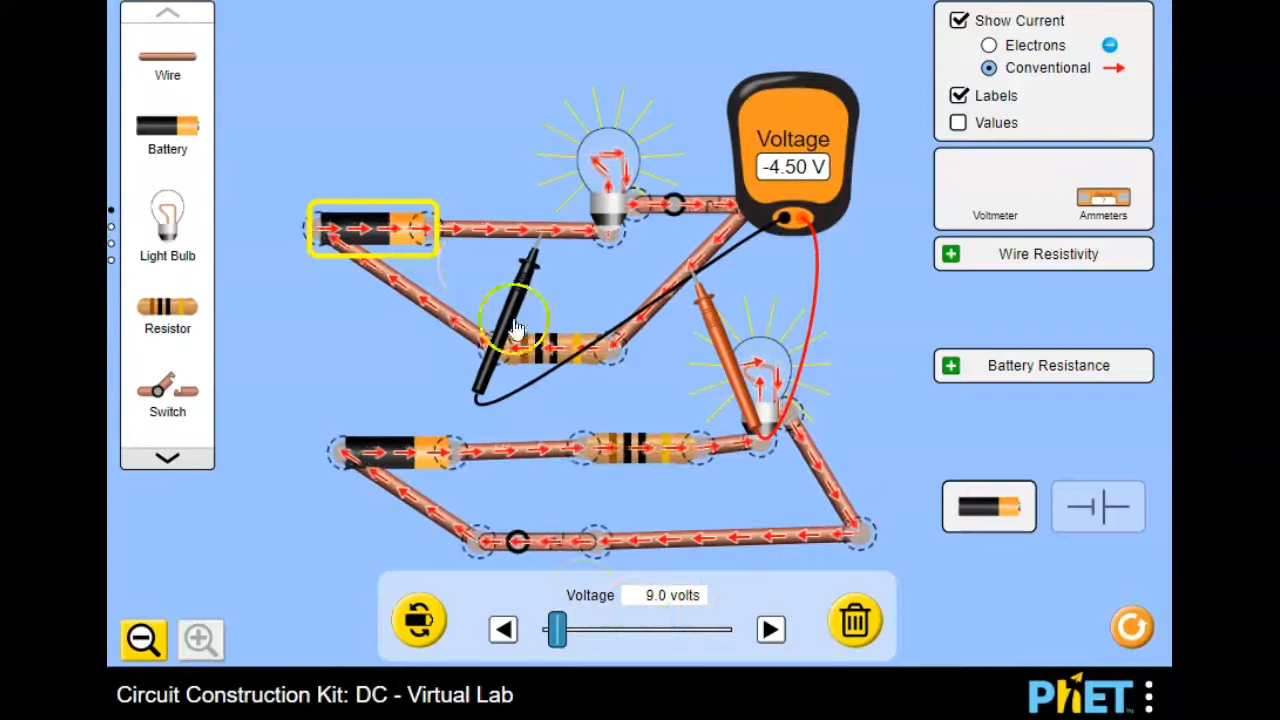 Wire
Battery
Light Bulb
Resistor
Switch
Voltage
-4.50 V
Show Current
Electrons
Conventional
Labels
Values
Voltmeter
Ammeters
Wire Resistivity
Battery Resistance
Voltage 9.0 volts
Circuit Construction Kit: DC - Virtual Lab
PhET